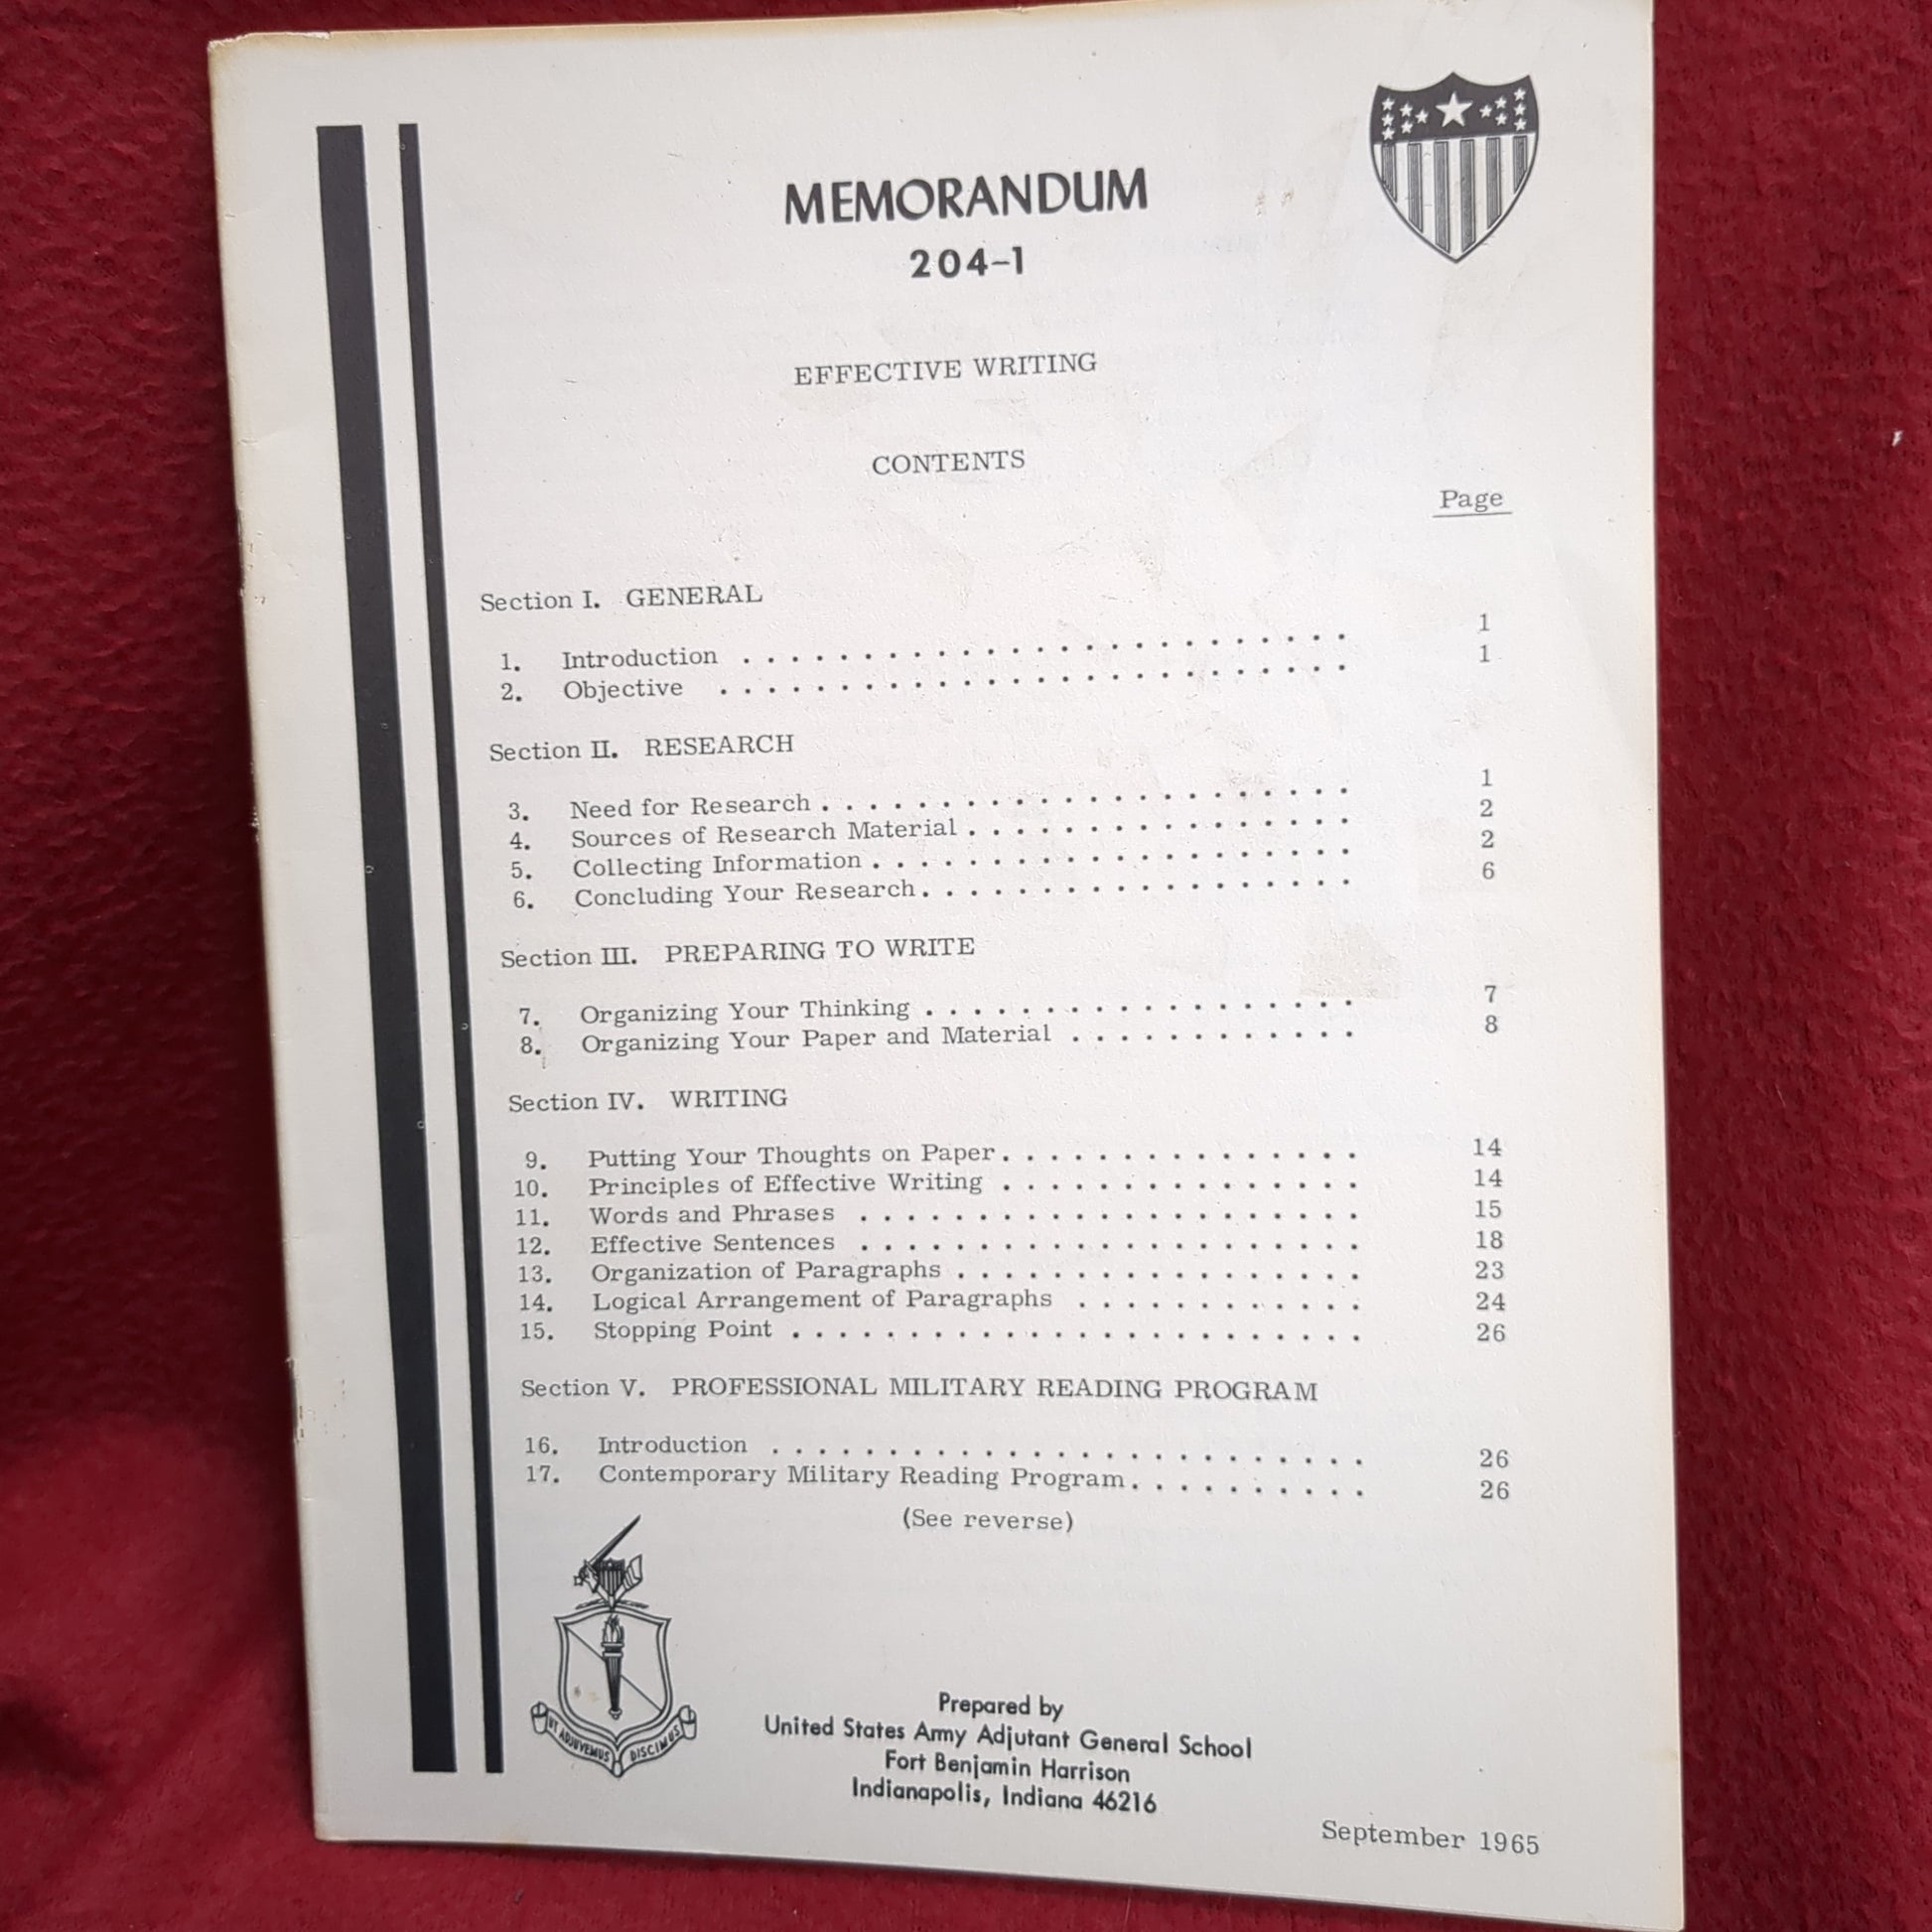 MEMORANDUM
204-1
EFFECTIVE WRITING
CONTENTS
Page
Section I. GENERAL
1. Introduction . . . . . . . . . . . . . . . . . . . . . . . . . . 1
2. Objective . . . . . . . . . . . . . . . . . . . . . . . . . . . 1
Section II. RESEARCH
3. Need for Research . . . . . . . . . . . . . . . . . . . . . . 1
4. Sources of Research Material . . . . . . . . . . . . . . . . 2
5. Collecting Information . . . . . . . . . . . . . . . . . . . . 2
6. Concluding Your Research . . . . . . . . . . . . . . . . . . 6
Section III. PREPARING TO WRITE
7. Organizing Your Thinking . . . . . . . . . . . . . . . . . . 7
8. Organizing Your Paper and Material . . . . . . . . . . . . 8
Section IV. WRITING
9. Putting Your Thoughts on Paper . . . . . . . . . . . . . . . 14
10. Principles of Effective Writing . . . . . . . . . . . . . . . 14
11. Words and Phrases . . . . . . . . . . . . . . . . . . . . . 15
12. Effective Sentences . . . . . . . . . . . . . . . . . . . . . 18
13. Organization of Paragraphs . . . . . . . . . . . . . . . . . 23
14. Logical Arrangement of Paragraphs . . . . . . . . . . . . 24
15. Stopping Point . . . . . . . . . . . . . . . . . . . . . . . . 26
Section V. PROFESSIONAL MILITARY READING PROGRAM
16. Introduction . . . . . . . . . . . . . . . . . . . . . . . . . 26
17. Contemporary Military Reading Program . . . . . . . . . . 26
(See reverse)
UT ADJUVEMUS DISCIMUS
Prepared by
United States Army Adjutant General School
Fort Benjamin Harrison
Indianapolis, Indiana 46216
September 1965